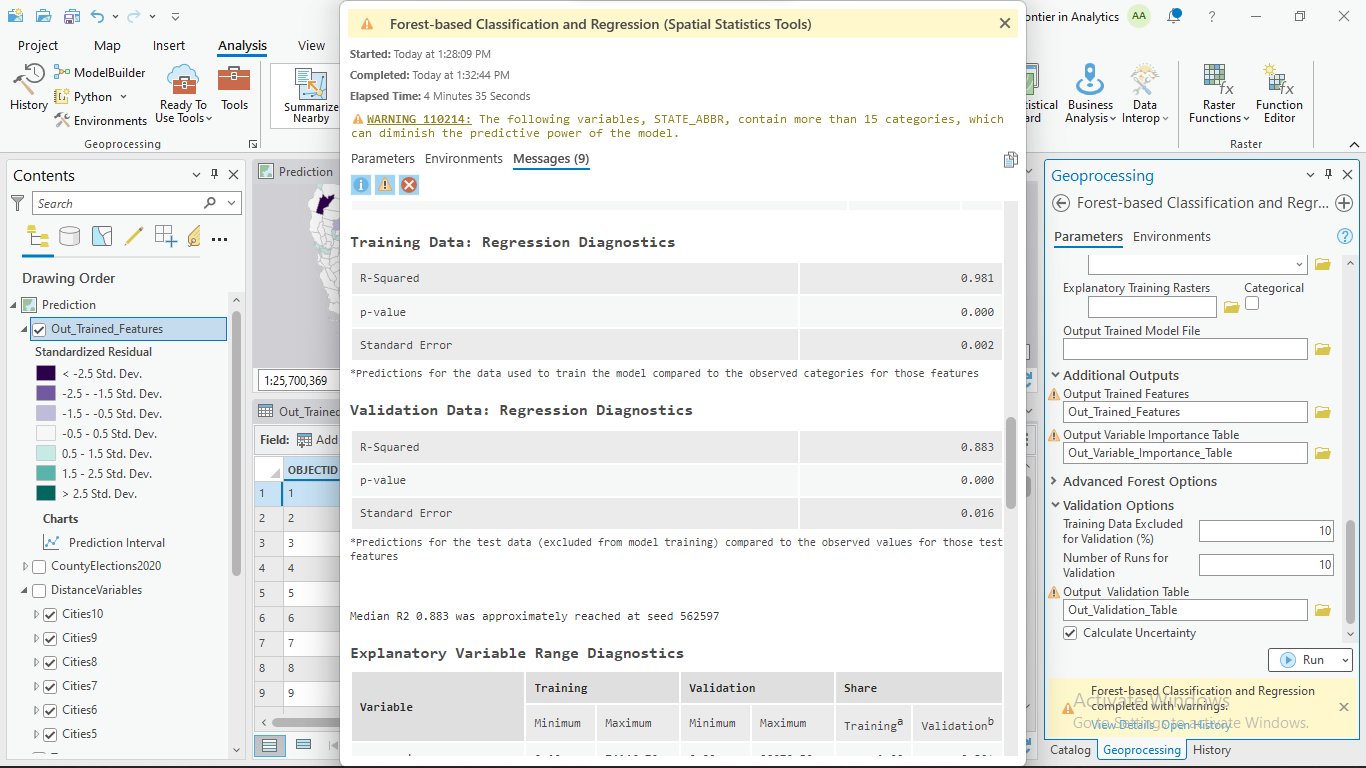 ontier in Analytics
AA
?
Project
Map
Insert
Analysis
View
History
ModelBuilder
Python
Environments
Ready To
Use Tools
Tools
Summarize
Nearby
Geoprocessing
Business
Analysis
Data
Interop
Raster
Functions
Function
Editor
Raster
Forest-based Classification and Regression (Spatial Statistics Tools)
Started: Today at 1:28:09 PM
Completed: Today at 1:32:44 PM
Elapsed Time: 4 Minutes 35 Seconds
WARNING 110214: The following variables, STATE_ABBR, contain more than 15 categories, which
can diminish the predictive power of the model.
Parameters Environments Messages (9)
Training Data: Regression Diagnostics
R-Squared 0.981
p-value 0.000
Standard Error 0.002
*Predictions for the data used to train the model compared to the observed categories for those features
Validation Data: Regression Diagnostics
R-Squared 0.883
p-value 0.000
Standard Error 0.016
*Predictions for the test data (excluded from model training) compared to the observed values for those test
features
Median R2 0.883 was approximately reached at seed 562597
Explanatory Variable Range Diagnostics
Variable
Training Validation Share
Minimum Maximum Minimum Maximum Training^a Validation^b
Contents
Search
Drawing Order
Prediction
Out_Trained_Features
Standardized Residual
< -2.5 Std. Dev.
-2.5 - -1.5 Std. Dev.
-1.5 - -0.5 Std. Dev.
-0.5 - 0.5 Std. Dev.
0.5 - 1.5 Std. Dev.
1.5 - 2.5 Std. Dev.
> 2.5 Std. Dev.
Charts
Prediction Interval
CountyElections2020
DistanceVariables
Cities10
Cities9
Cities8
Cities7
Cities6
Cities5
Prediction
1:25,700,369
Out_Trained
Field: Add
OBJECTID
1 1
2 2
3 3
4 4
5 5
6 6
7 7
8 8
9 9
Geoprocessing
Forest-based Classification and Regr...
Parameters Environments
Explanatory Training Rasters Categorical
Output Trained Model File
Additional Outputs
Output Trained Features
Out_Trained_Features
Output Variable Importance Table
Out_Variable_Importance_Table
Advanced Forest Options
Validation Options
Training Data Excluded
for Validation (%)
10
Number of Runs for
Validation
10
Output Validation Table
Out_Validation_Table
Calculate Uncertainty
Run
Forest-based Classification and Regression
completed with warnings.
View Details Open History
Activate Windows
Go to Settings to activate Windows.
Catalog Geoprocessing History